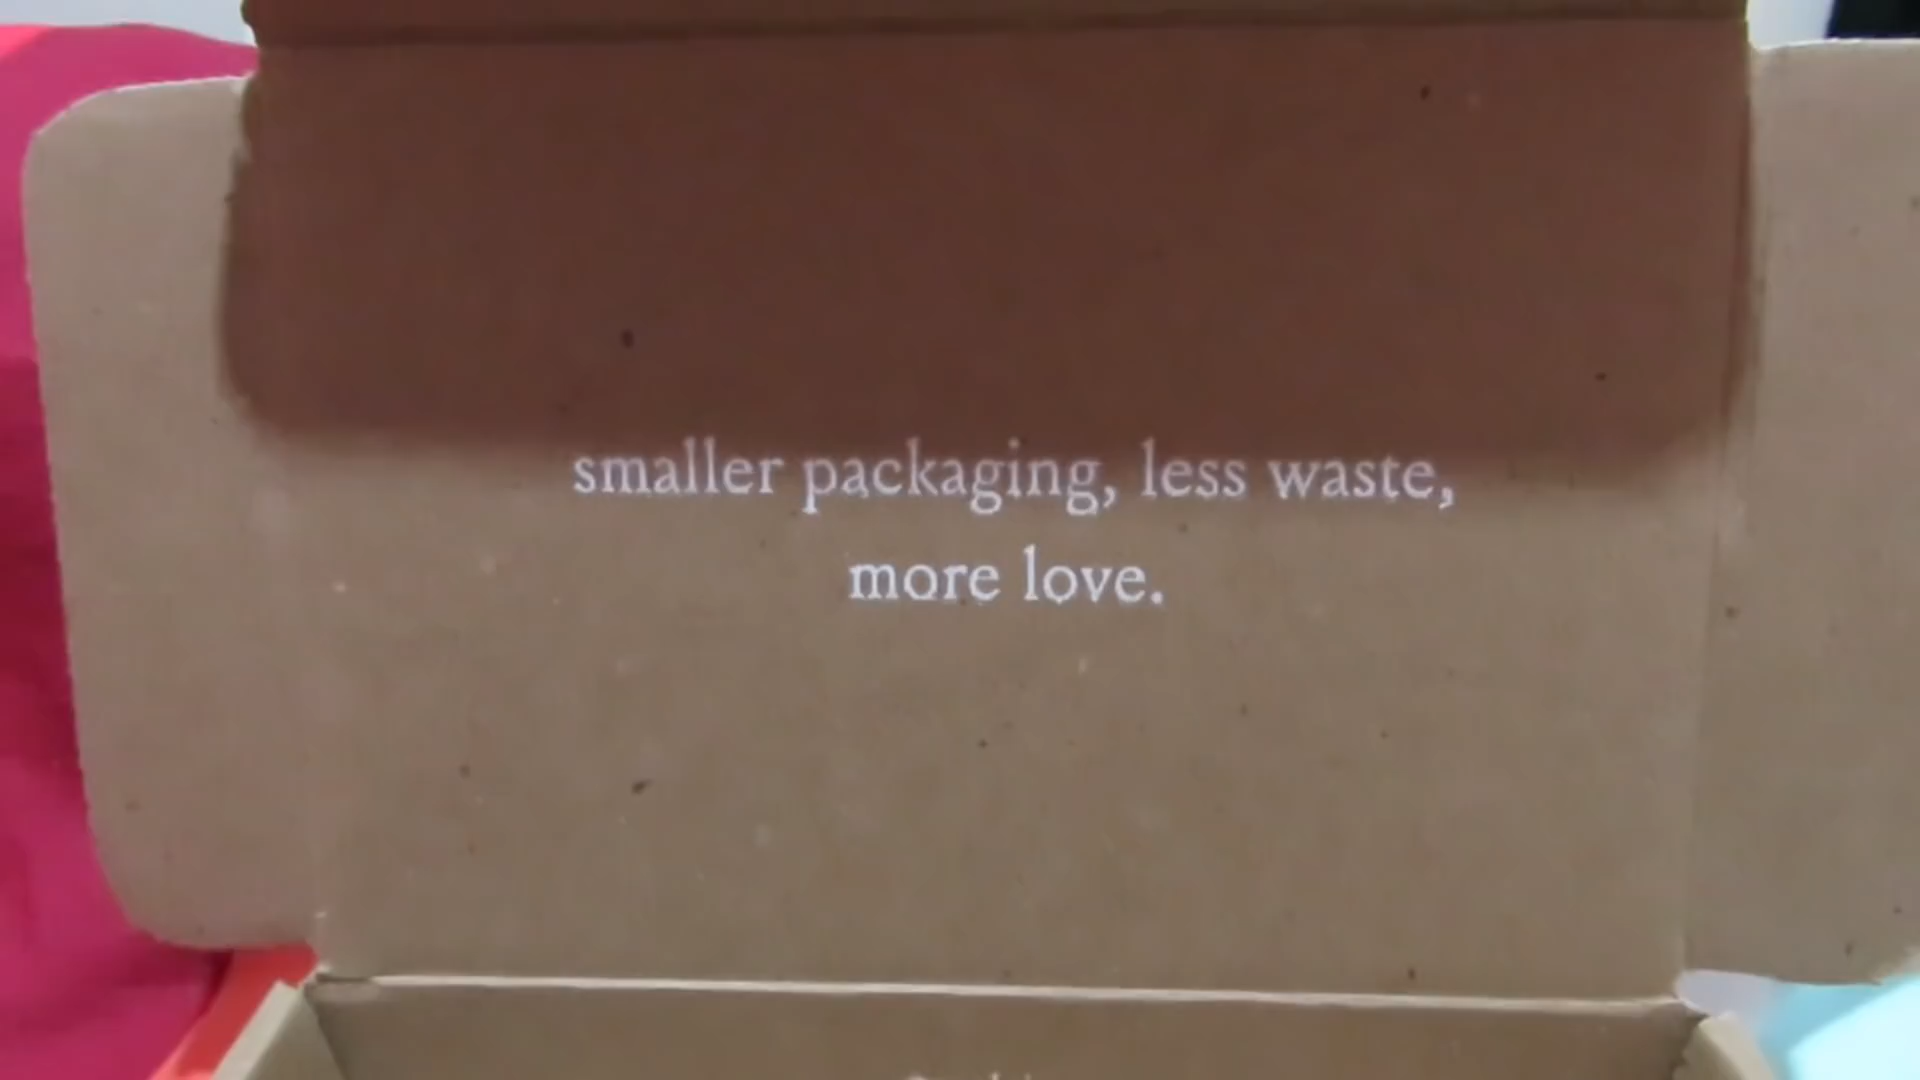 smaller packaging, less waste,
more love.